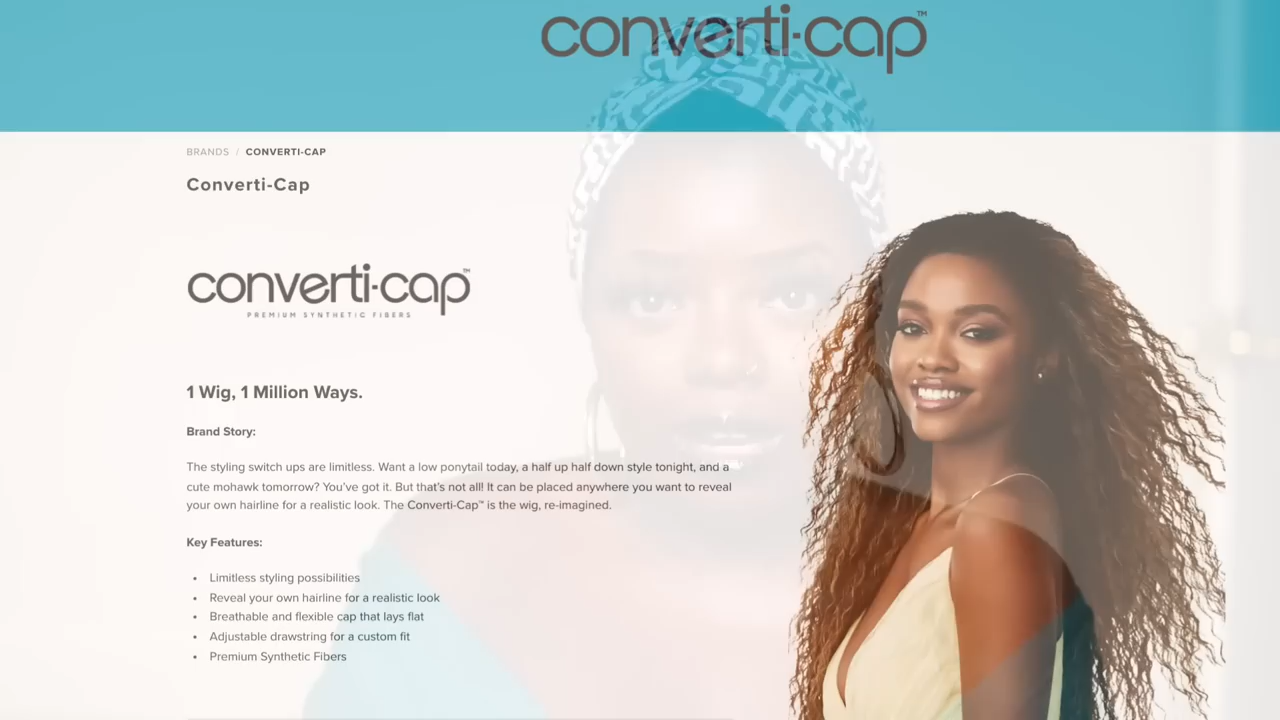 converti·cap™
BRANDS / CONVERTI-CAP
Converti-Cap
converti·cap™
PREMIUM SYNTHETIC FIBERS
1 Wig, 1 Million Ways.
Brand Story:
The styling switch ups are limitless. Want a low ponytail today, a half up half down style tonight, and a
cute mohawk tomorrow? You've got it. But that's not all! It can be placed anywhere you want to reveal
your own hairline for a realistic look. The Converti-Cap™ is the wig, re-imagined.
Key Features:
• Limitless styling possibilities
• Reveal your own hairline for a realistic look
• Breathable and flexible cap that lays flat
• Adjustable drawstring for a custom fit
• Premium Synthetic Fibers